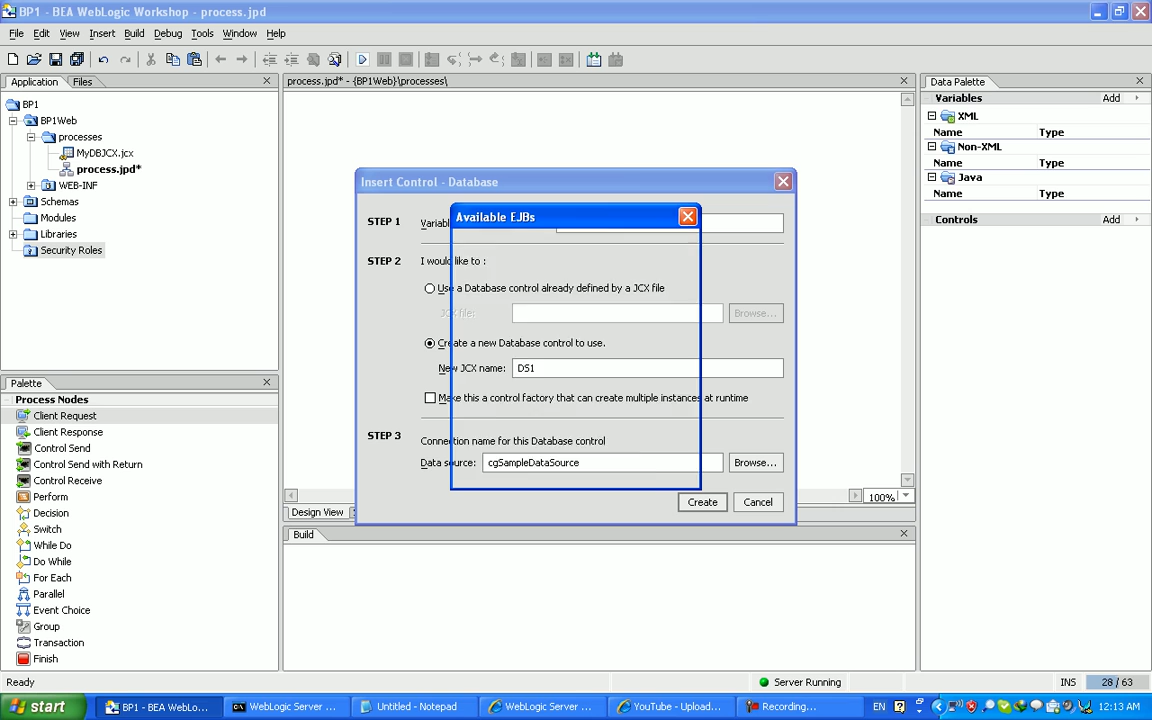 BP1 - BEA WebLogic Workshop - process.jpd
File Edit View Insert Build Debug Tools Window Help
Application Files
process.jpd* - {BP1Web}\processes\
Data Palette
BP1
BP1Web
processes
MyDBJCX.jcx
process.jpd*
WEB-INF
Schemas
Modules
Libraries
Security Roles
Variables Add
XML
Name Type
Non-XML
Name Type
Java
Name Type
Controls Add
Insert Control - Database
Available EJBs
STEP 1
STEP 2 I would like to :
Use a Database control already defined by a JCX file
JCX file: Browse...
Create a new Database control to use.
New JCX name: DS1
Make this a control factory that can create multiple instances at runtime
STEP 3 Connection name for this Database control
Data source: cgSampleDataSource Browse...
Create Cancel
100%
Design View
Palette
Process Nodes
Client Request
Client Response
Control Send
Control Send with Return
Control Receive
Perform
Decision
Switch
While Do
Do While
For Each
Parallel
Event Choice
Group
Transaction
Finish
Build
Ready Server Running INS 28 / 63
start BP1 - BEA WebLo... WebLogic Server ... Untitled - Notepad WebLogic Server ... YouTube - Upload... Recording... EN 12:13 AM